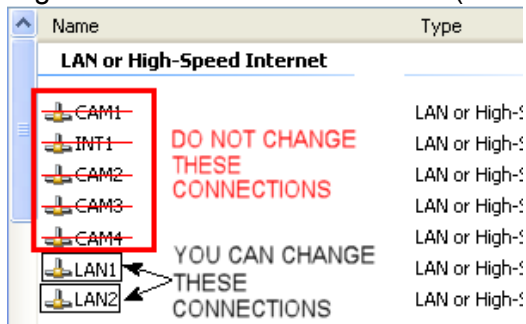 Name Type
LAN or High-Speed Internet
CAM1 LAN or High-S
INT1 DO NOT CHANGE LAN or High-S
CAM2 THESE LAN or High-S
CAM3 CONNECTIONS LAN or High-S
CAM4 LAN or High-S
LAN1 YOU CAN CHANGE LAN or High-S
THESE
LAN2 CONNECTIONS LAN or High-S